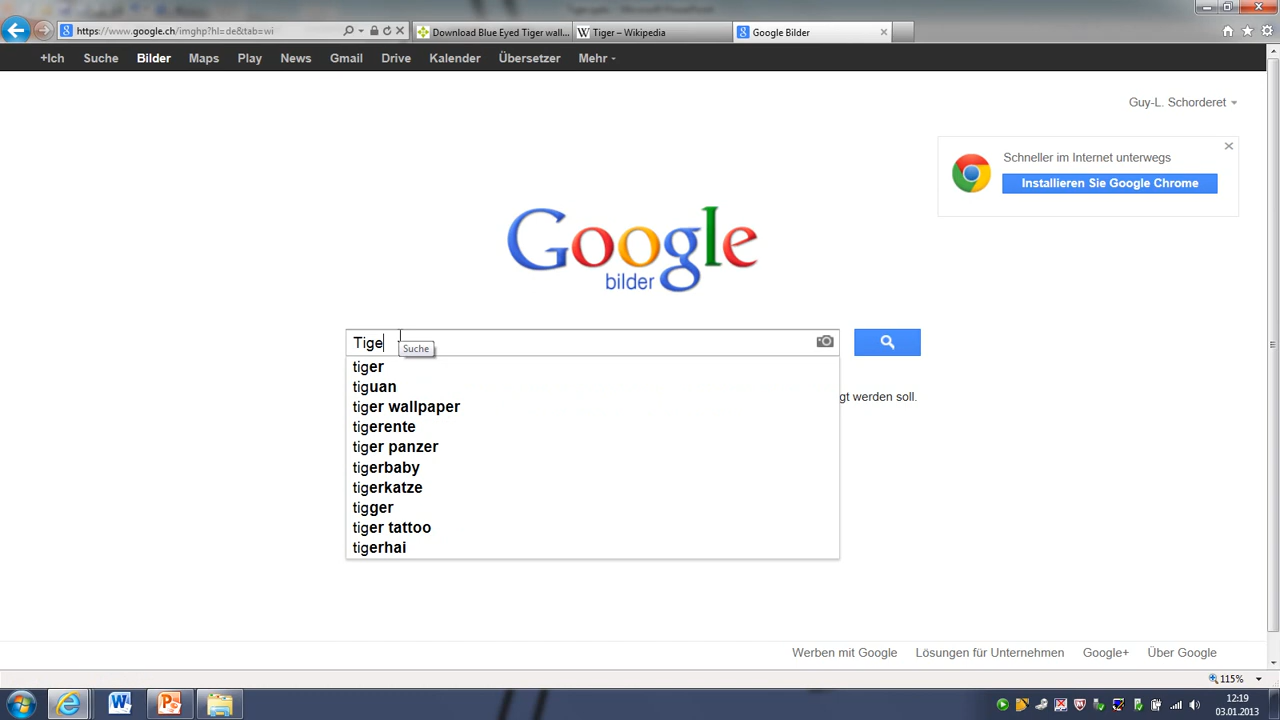 https://www.google.ch/imghp?hl=de&tab=wi
Download Blue Eyed Tiger wall...
Tiger – Wikipedia
Google Bilder
+Ich Suche Bilder Maps Play News Gmail Drive Kalender Übersetzer Mehr
Guy-L. Schorderet
Schneller im Internet unterwegs
Installieren Sie Google Chrome
Google
bilder
Tige
Suche
tiger
tiguan
tiger wallpaper
gt werden soll.
tigerente
tiger panzer
tigerbaby
tigerkatze
tigger
tiger tattoo
tigerhai
Werben mit Google Lösungen für Unternehmen Google+ Über Google
115%
12:19
03.01.2013